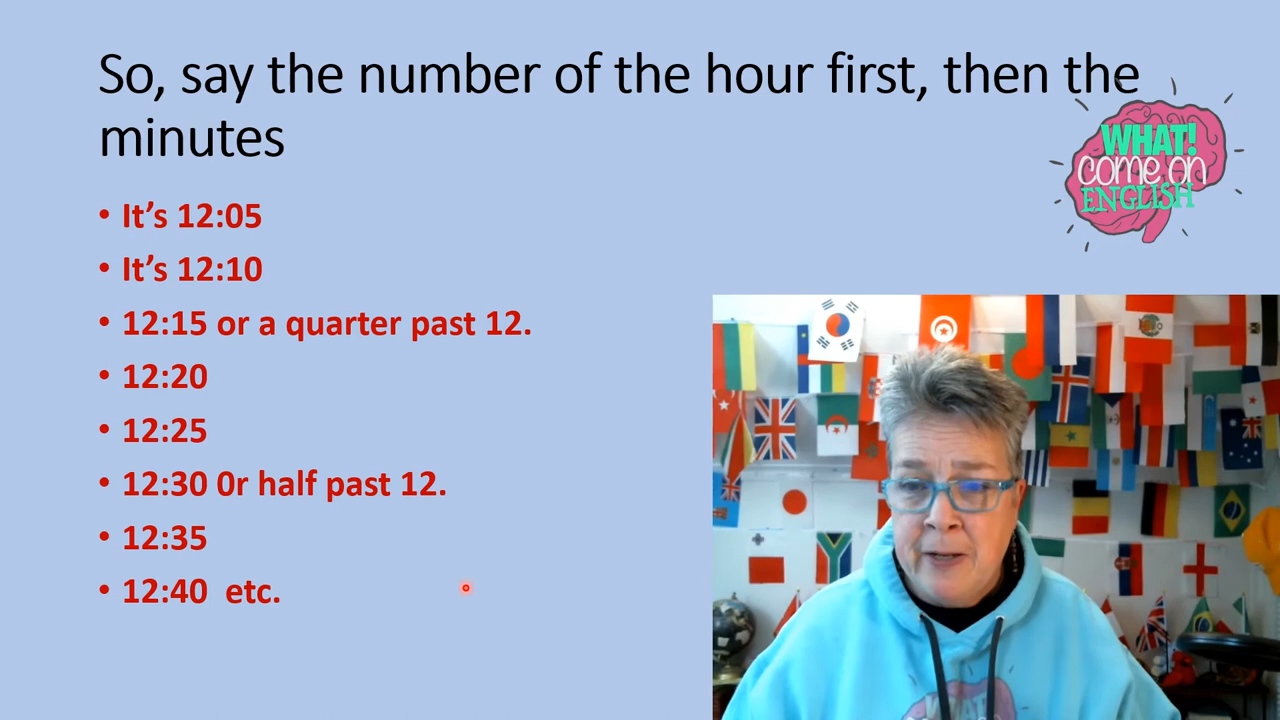 So, say the number of the hour first, then the
minutes
WHAT!
come on
ENGLISH
• It's 12:05
• It's 12:10
• 12:15 or a quarter past 12.
• 12:20
• 12:25
• 12:30 0r half past 12.
• 12:35
• 12:40 etc.
WHAT!